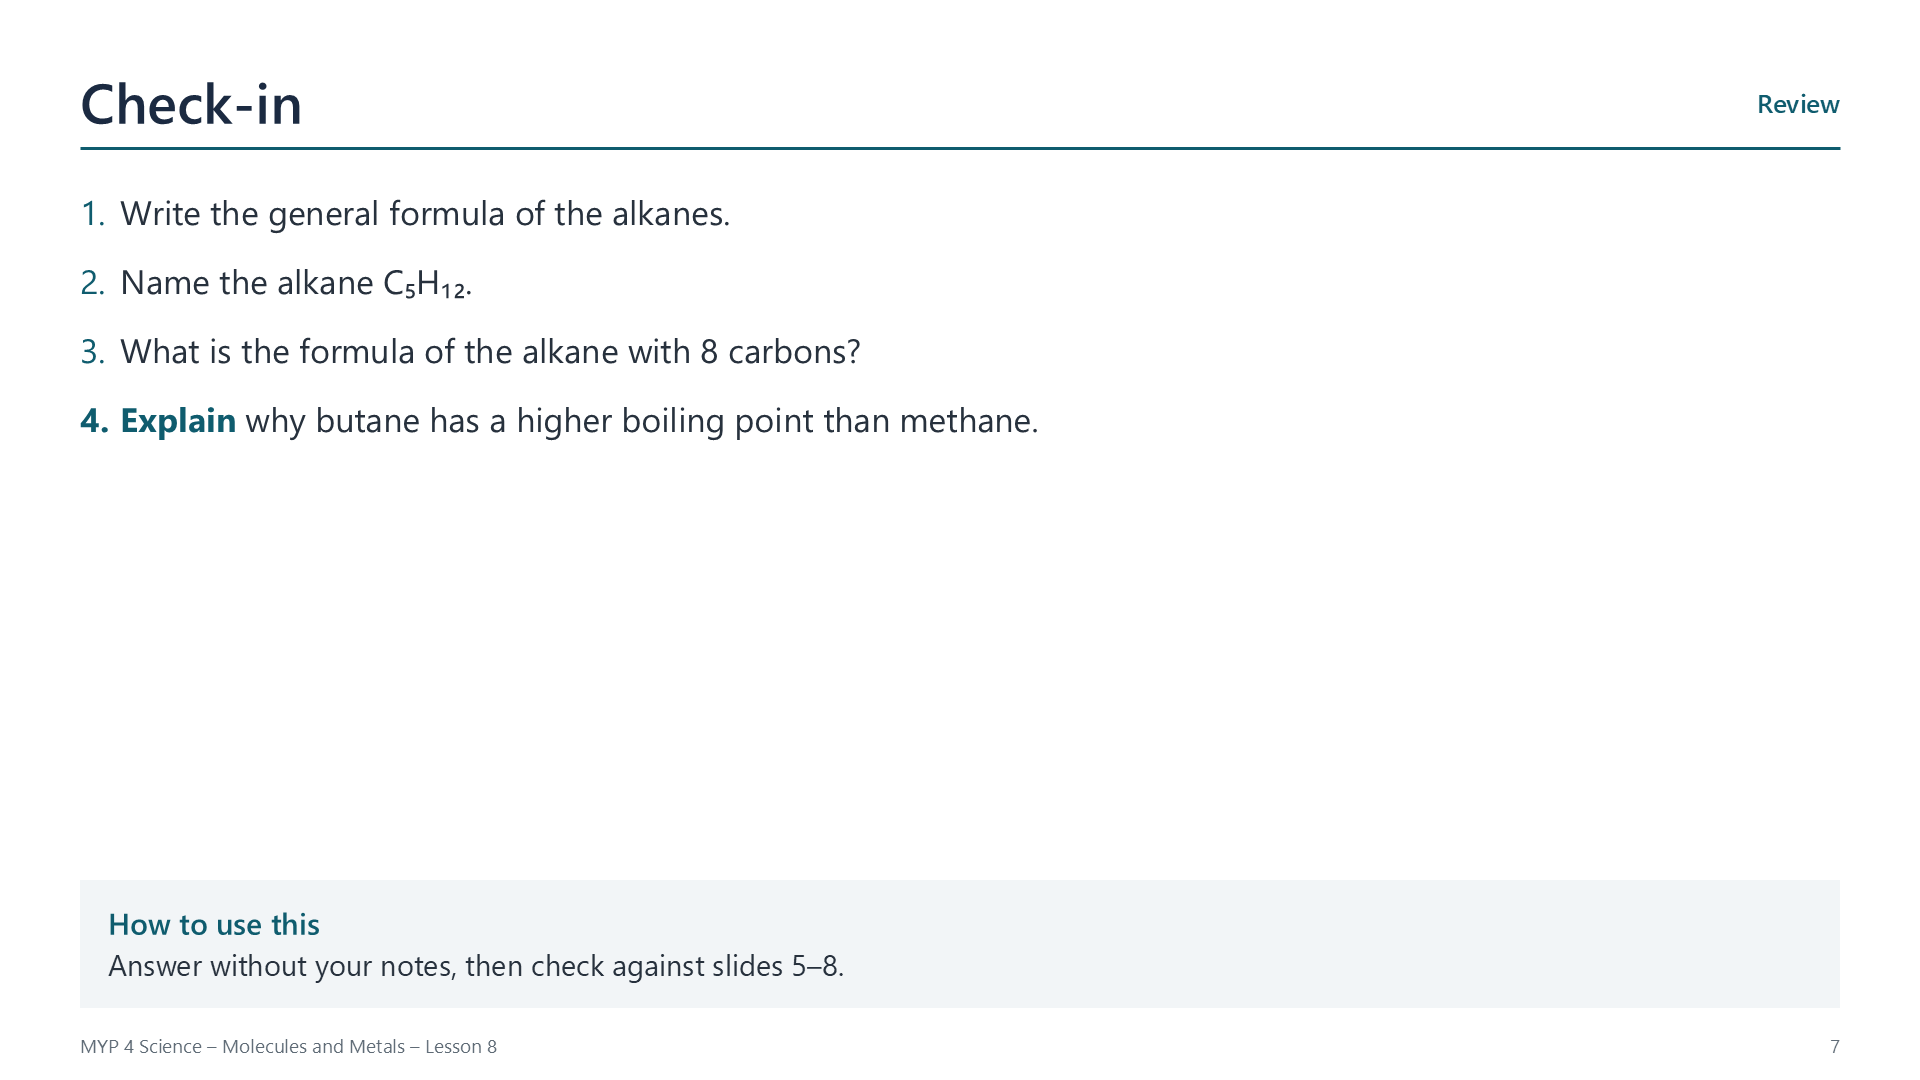 Check-in
Review
1. Write the general formula of the alkanes.
2. Name the alkane C₅H₁₂.
3. What is the formula of the alkane with 8 carbons?
4. Explain why butane has a higher boiling point than methane.
How to use this
Answer without your notes, then check against slides 5–8.
MYP 4 Science – Molecules and Metals – Lesson 8
7